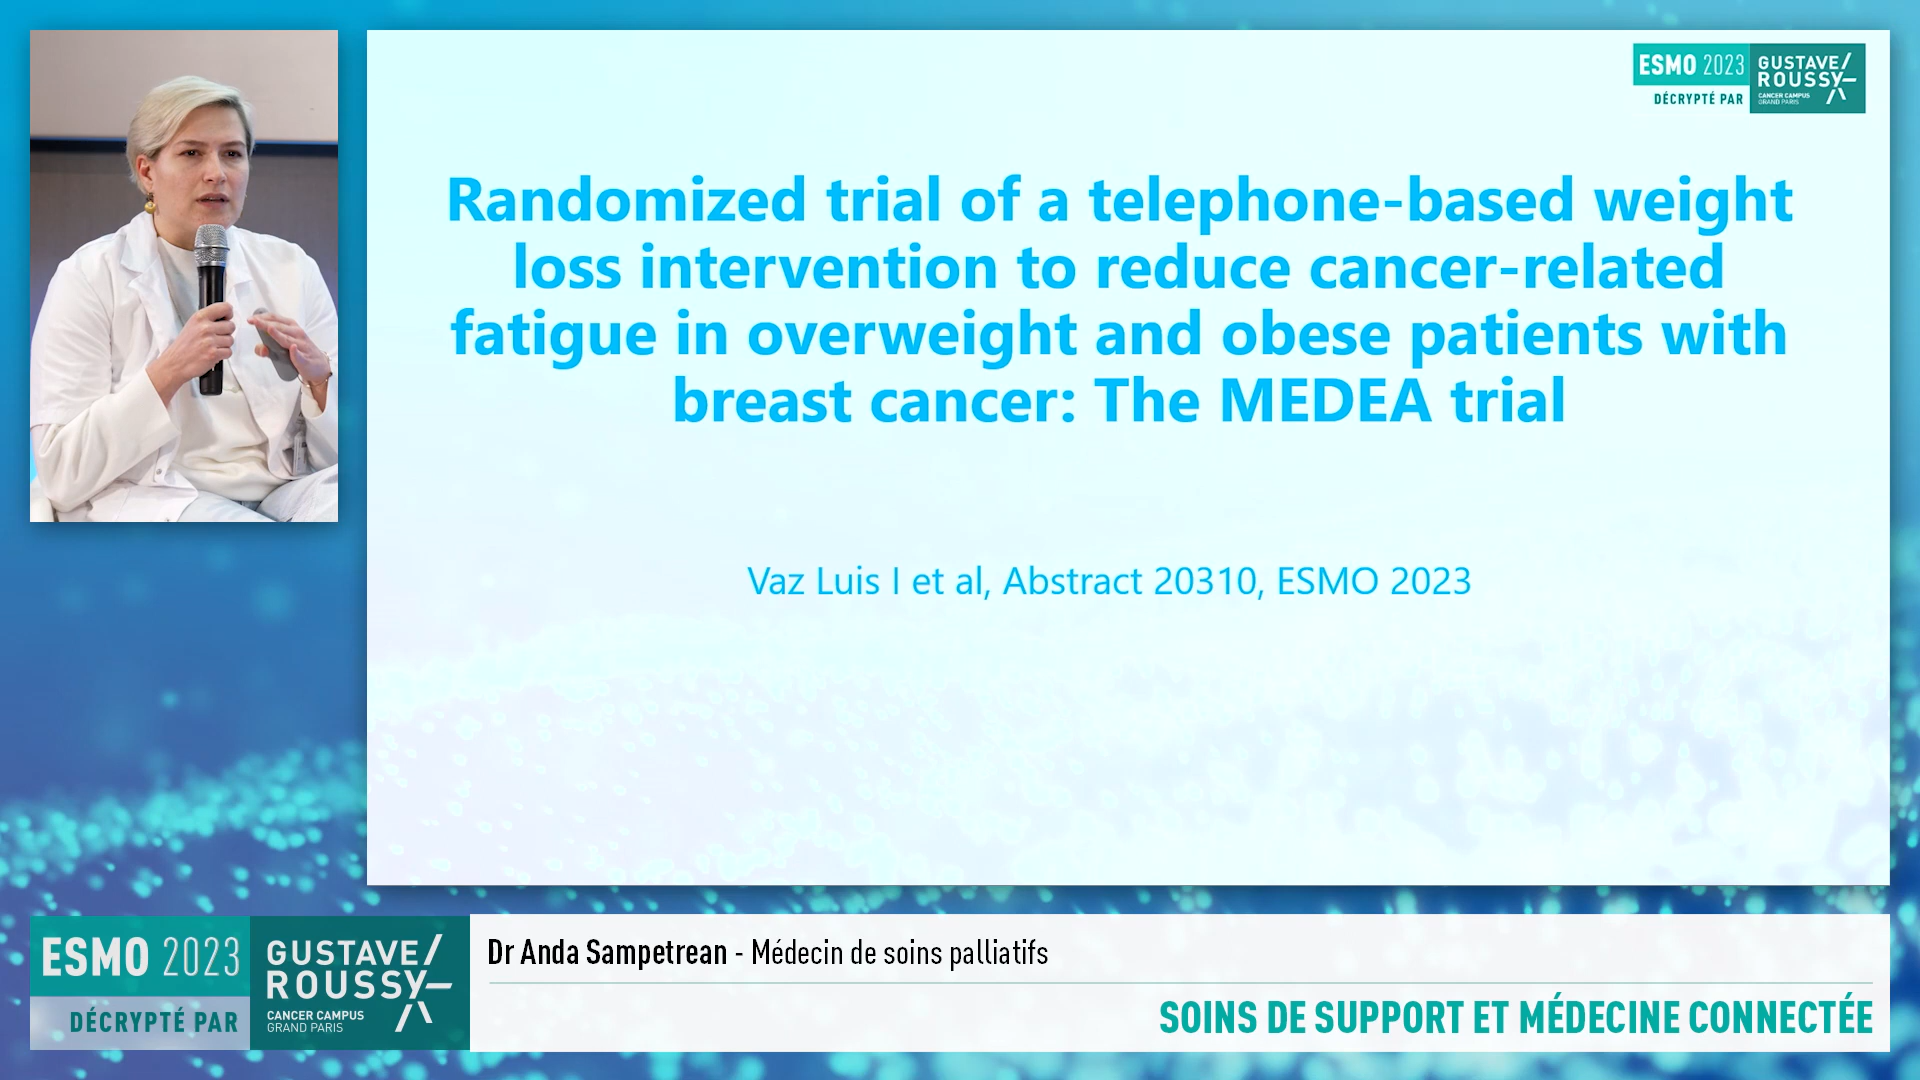 ESMO 2023
DÉCRYPTÉ PAR
GUSTAVE/
ROUSSY
CANCER CAMPUS
GRAND PARIS
Randomized trial of a telephone-based weight
loss intervention to reduce cancer-related
fatigue in overweight and obese patients with
breast cancer: The MEDEA trial
Vaz Luis I et al, Abstract 20310, ESMO 2023
ESMO 2023
DÉCRYPTÉ PAR
GUSTAVE/
ROUSSY
CANCER CAMPUS
GRAND PARIS
Dr Anda Sampetrean - Médecin de soins palliatifs
SOINS DE SUPPORT ET MÉDECINE CONNECTÉE